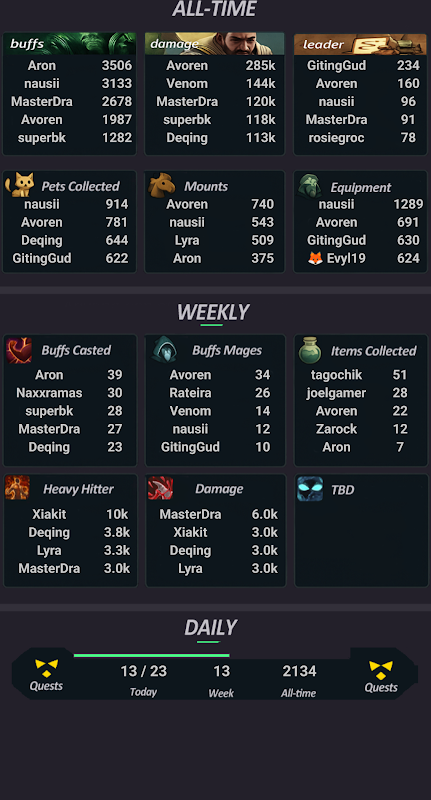 ALL-TIME
buffs
Aron 3506
nausii 3133
MasterDra 2678
Avoren 1987
superbk 1282
damage
Avoren 285k
Venom 144k
MasterDra 120k
superbk 118k
Deqing 113k
leader
GitingGud 234
Avoren 160
nausii 96
MasterDra 91
rosiegroc 78
Pets Collected
nausii 914
Avoren 781
Deqing 644
GitingGud 622
Mounts
Avoren 740
nausii 543
Lyra 509
Aron 375
Equipment
nausii 1289
Avoren 691
GitingGud 630
🦊 Evyl19 624
WEEKLY
Buffs Casted
Aron 39
Naxxramas 30
superbk 28
MasterDra 27
Deqing 23
Buffs Mages
Avoren 34
Rateira 26
Venom 14
nausii 12
GitingGud 10
Items Collected
tagochik 51
joelgamer 28
Avoren 22
Zarock 12
Aron 7
Heavy Hitter
Xiakit 10k
Deqing 3.8k
Lyra 3.3k
MasterDra 3.0k
Damage
MasterDra 6.0k
Xiakit 3.0k
Deqing 3.0k
Lyra 3.0k
TBD
DAILY
Quests
13 / 23
Today
13
Week
2134
All-time
Quests